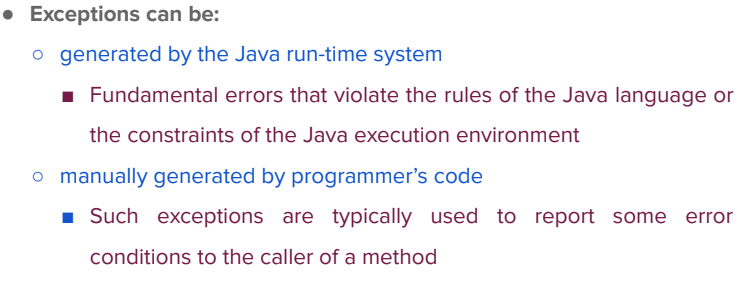 ● Exceptions can be:
○ generated by the Java run-time system
■ Fundamental errors that violate the rules of the Java language or
the constraints of the Java execution environment
○ manually generated by programmer’s code
■ Such exceptions are typically used to report some error
conditions to the caller of a method